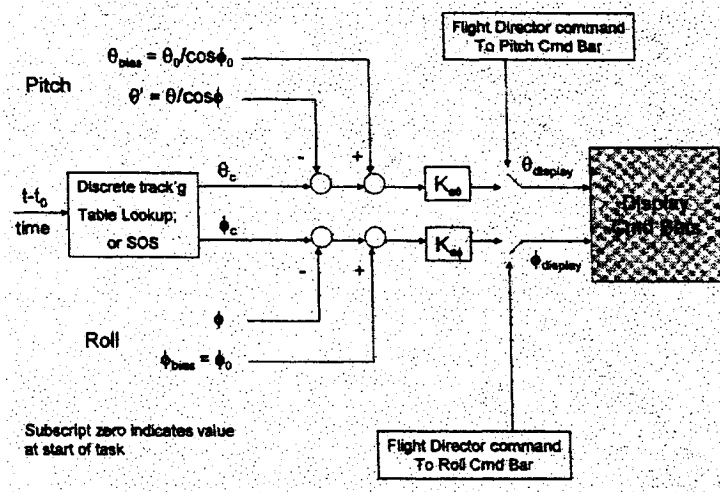 Flight Director command
To Pitch Cmd Bar
θbias = θ0/cosϕ0
Pitch
θ' = θ/cosϕ
-
+
θc
Keθ
θdisplay
t-t0
time
Discrete track'g
Table Lookup;
or SOS
Display
Cmd Bars
ϕc
Keϕ
ϕdisplay
-
+
ϕ
Roll
ϕbias = ϕ0
Subscript zero indicates value
at start of task
Flight Director command
To Roll Cmd Bar